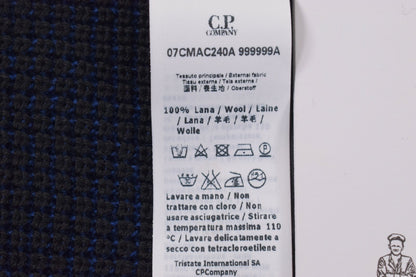 C.P.
COMPANY
07CMAC240A 999999A
Tessuto principale / External fabric
Tissu externe / Tela externo /
面料 / 表生地 / Oberstoff
100% Lana / Wool / Laine
/ Lana / 羊毛 / 羊毛 /
Wolle
Lavare a mano / Non
trattare con cloro / Non
usare asciugatrice / Stirare
a temperatura massima 110
°C / Lavare delicatamente a
secco con tetracloroetilene
Tristate International SA
CPCompany